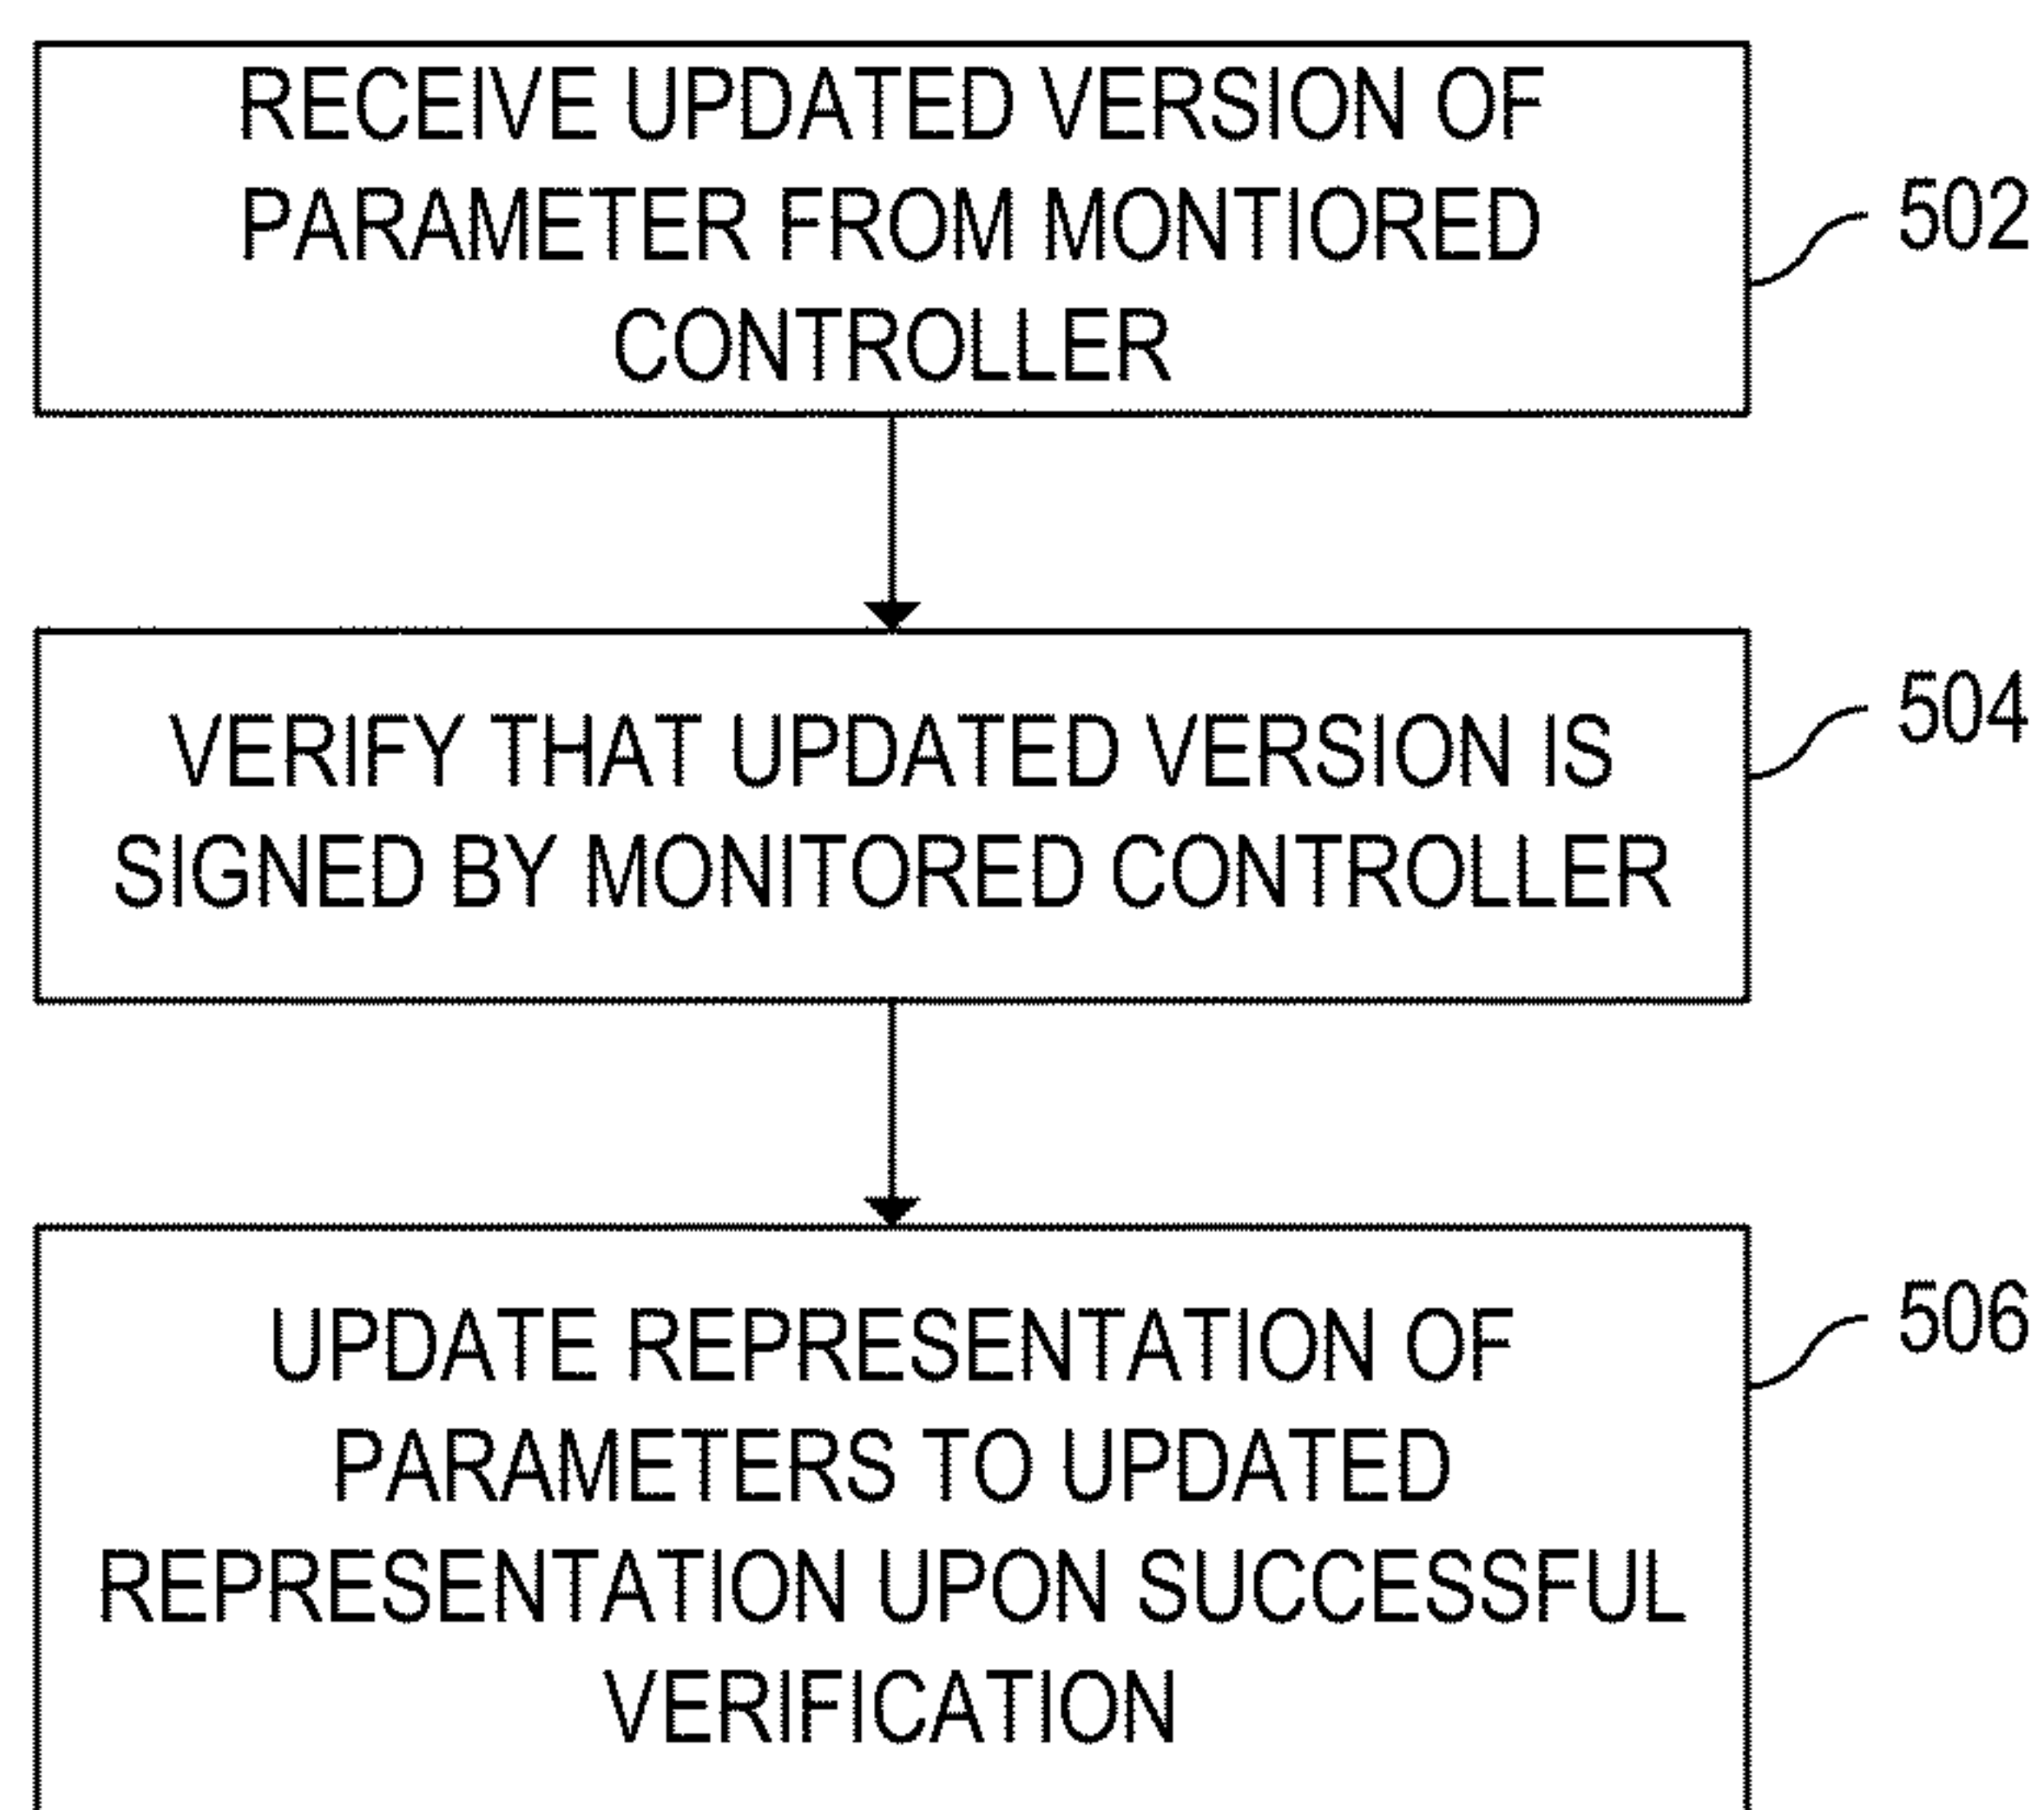 RECEIVE UPDATED VERSION OF
PARAMETER FROM MONTIORED
CONTROLLER
502
VERIFY THAT UPDATED VERSION IS
SIGNED BY MONITORED CONTROLLER
504
UPDATE REPRESENTATION OF
PARAMETERS TO UPDATED
REPRESENTATION UPON SUCCESSFUL
VERIFICATION
506